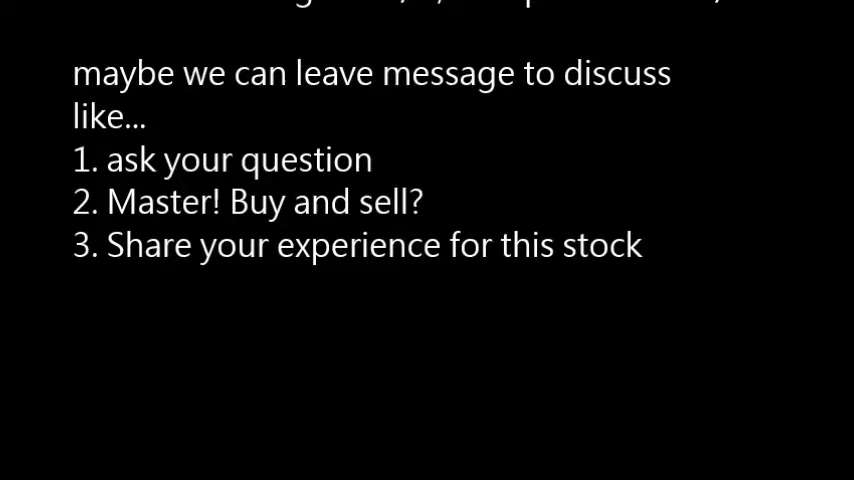 maybe we can leave message to discuss
like...
1. ask your question
2. Master! Buy and sell?
3. Share your experience for this stock